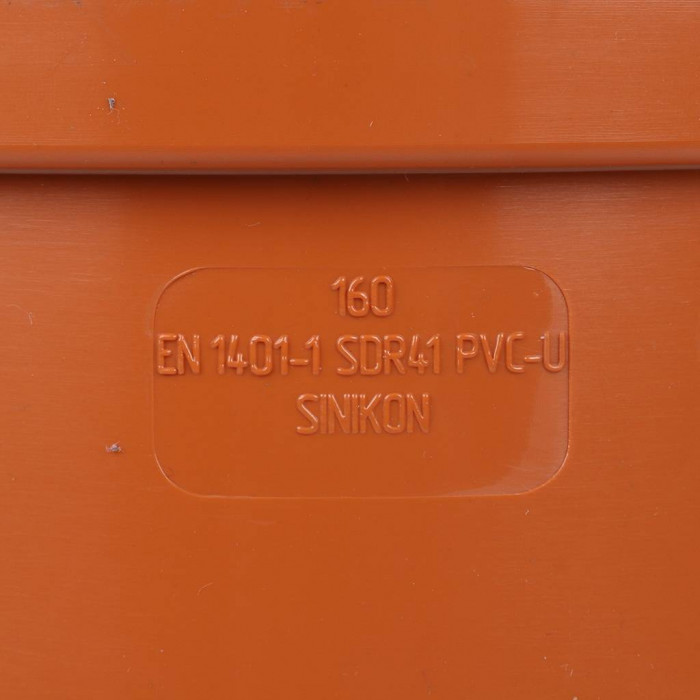 160
EN 1401-1 SDR41 PVC-U
SINIKON